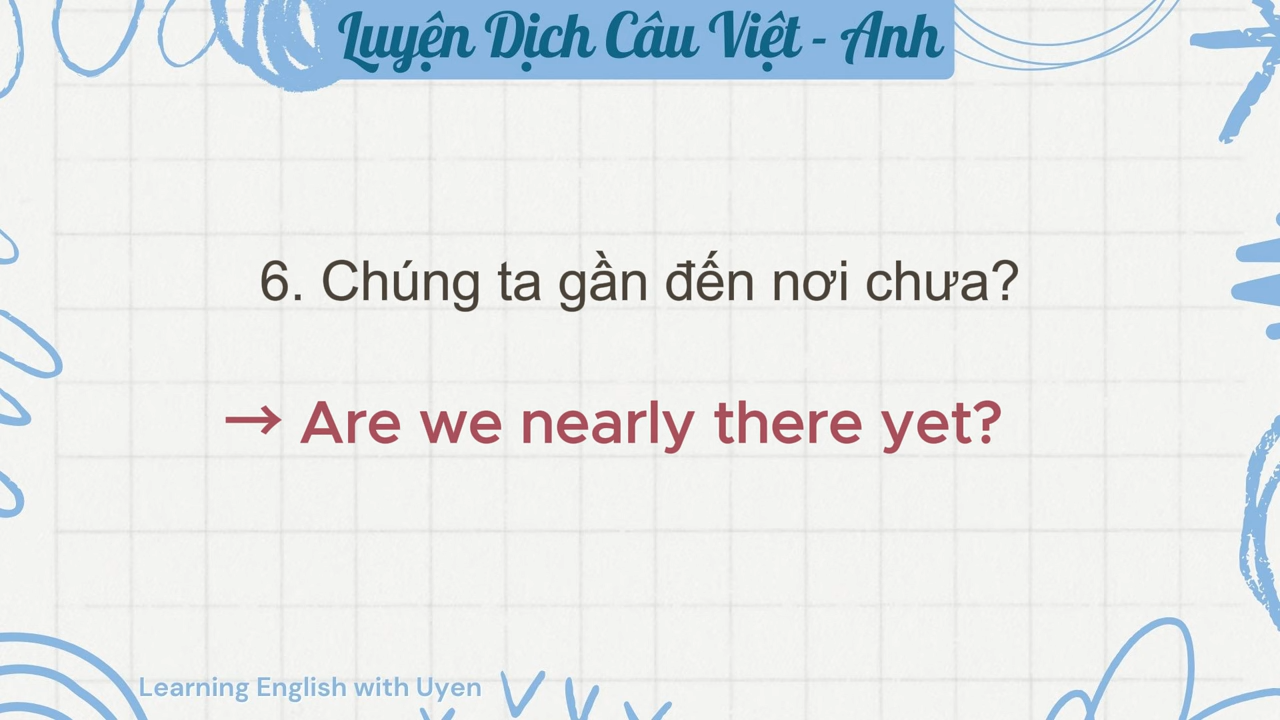 Luyện Dịch Câu Việt - Anh
6. Chúng ta gần đến nơi chưa?
→ Are we nearly there yet?
Learning English with Uyen